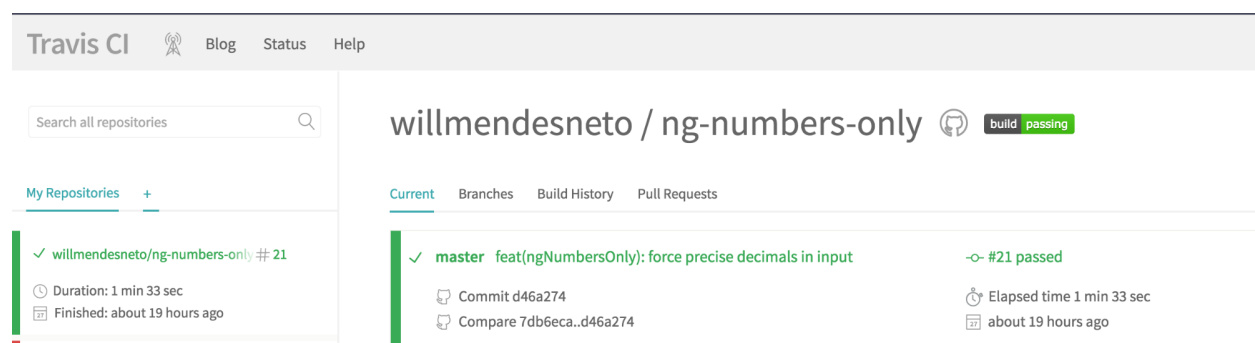 Travis CI Blog Status Help
Search all repositories
My Repositories +
willmendesneto/ng-numbers-only # 21
Duration: 1 min 33 sec
27 Finished: about 19 hours ago
willmendesneto / ng-numbers-only build passing
Current Branches Build History Pull Requests
master feat(ngNumbersOnly): force precise decimals in input #21 passed
Commit d46a274 Elapsed time 1 min 33 sec
Compare 7db6eca..d46a274 27 about 19 hours ago